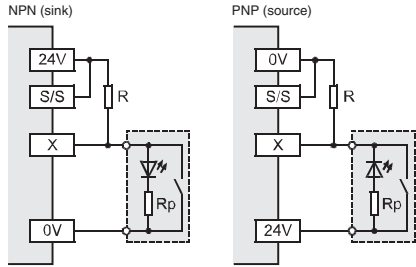 NPN (sink)
24V
S/S
R
X
Rp
0V
PNP (source)
0V
S/S
R
X
Rp
24V